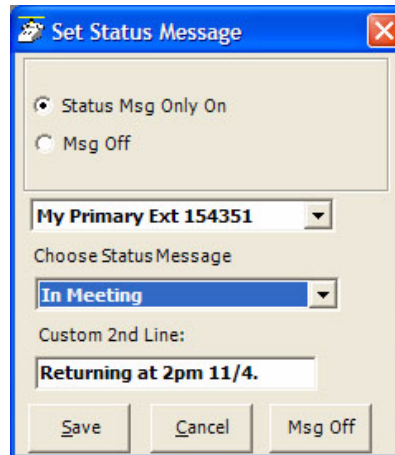 Set Status Message
Status Msg Only On
Msg Off
My Primary Ext 154351
Choose Status Message
In Meeting
Custom 2nd Line:
Returning at 2pm 11/4.
Save Cancel Msg Off